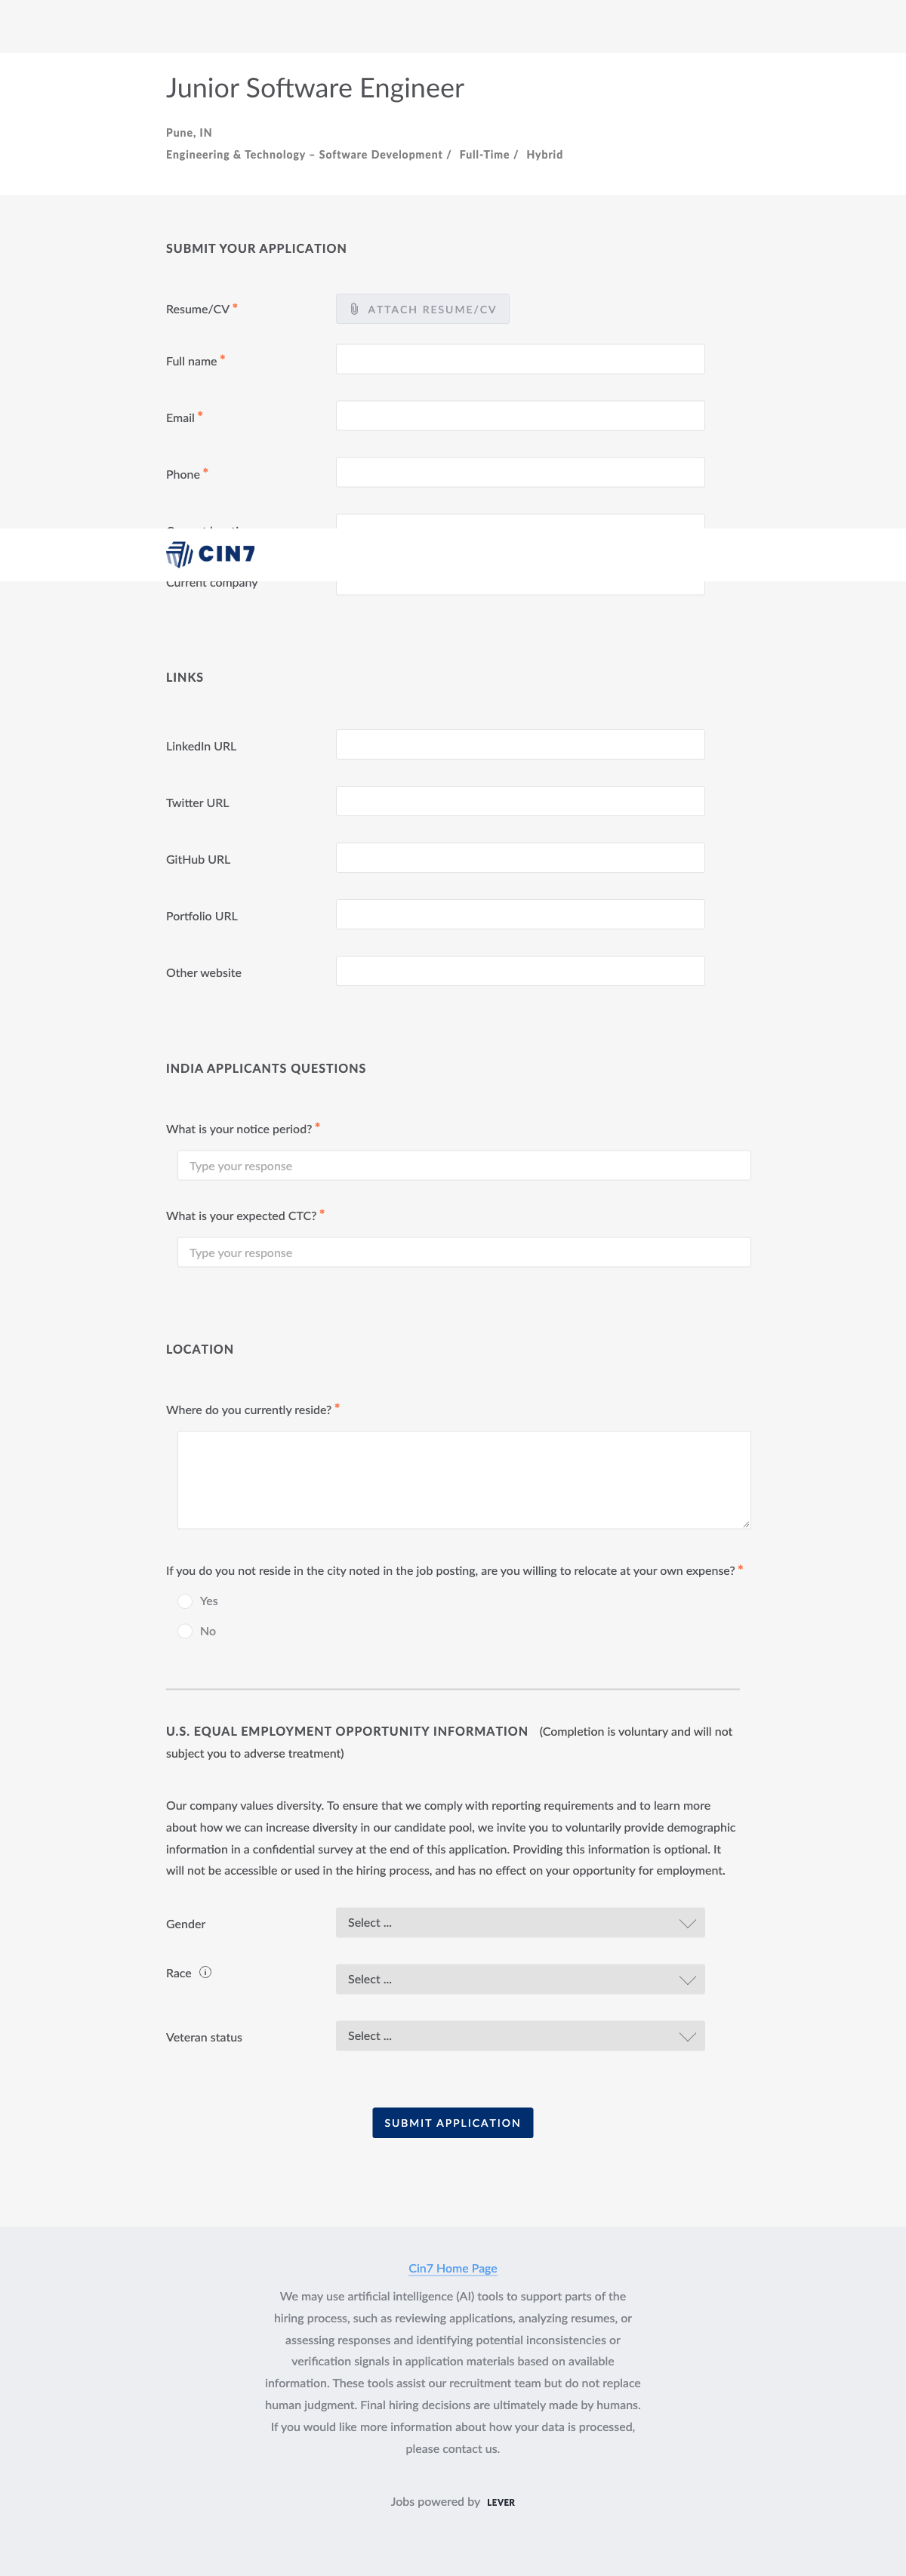 Junior Software Engineer
Pune, IN
Engineering & Technology – Software Development / Full-Time / Hybrid
SUBMIT YOUR APPLICATION
Resume/CV *
ATTACH RESUME/CV
Full name *
Email *
Phone *
CIN7
Current company
LINKS
LinkedIn URL
Twitter URL
GitHub URL
Portfolio URL
Other website
INDIA APPLICANTS QUESTIONS
What is your notice period? *
Type your response
What is your expected CTC? *
Type your response
LOCATION
Where do you currently reside? *
If you do you not reside in the city noted in the job posting, are you willing to relocate at your own expense? *
Yes
No
U.S. EQUAL EMPLOYMENT OPPORTUNITY INFORMATION (Completion is voluntary and will not
subject you to adverse treatment)
Our company values diversity. To ensure that we comply with reporting requirements and to learn more
about how we can increase diversity in our candidate pool, we invite you to voluntarily provide demographic
information in a confidential survey at the end of this application. Providing this information is optional. It
will not be accessible or used in the hiring process, and has no effect on your opportunity for employment.
Gender
Select ...
Race
Select ...
Veteran status
Select ...
SUBMIT APPLICATION
Cin7 Home Page
We may use artificial intelligence (AI) tools to support parts of the
hiring process, such as reviewing applications, analyzing resumes, or
assessing responses and identifying potential inconsistencies or
verification signals in application materials based on available
information. These tools assist our recruitment team but do not replace
human judgment. Final hiring decisions are ultimately made by humans.
If you would like more information about how your data is processed,
please contact us.
Jobs powered by LEVER